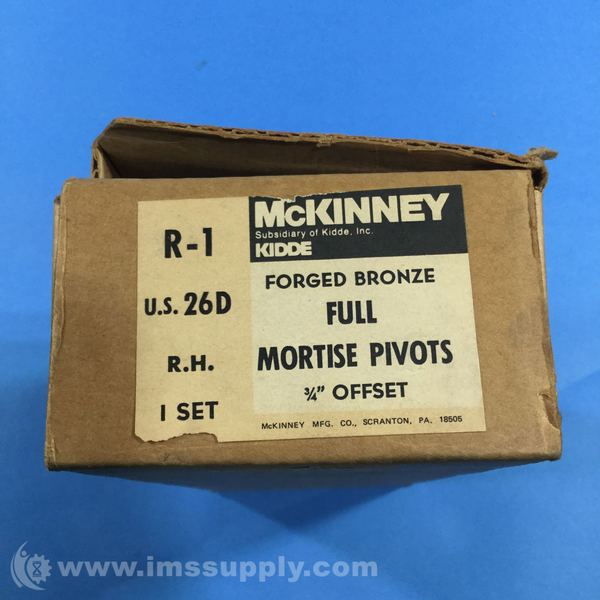 R-1
U.S. 26D
R.H.
1 SET
McKINNEY
Subsidiary of Kidde, Inc.
KIDDE
FORGED BRONZE
FULL
MORTISE PIVOTS
¾" OFFSET
McKINNEY MFG. CO., SCRANTON, PA. 18505
www.imssupply.com